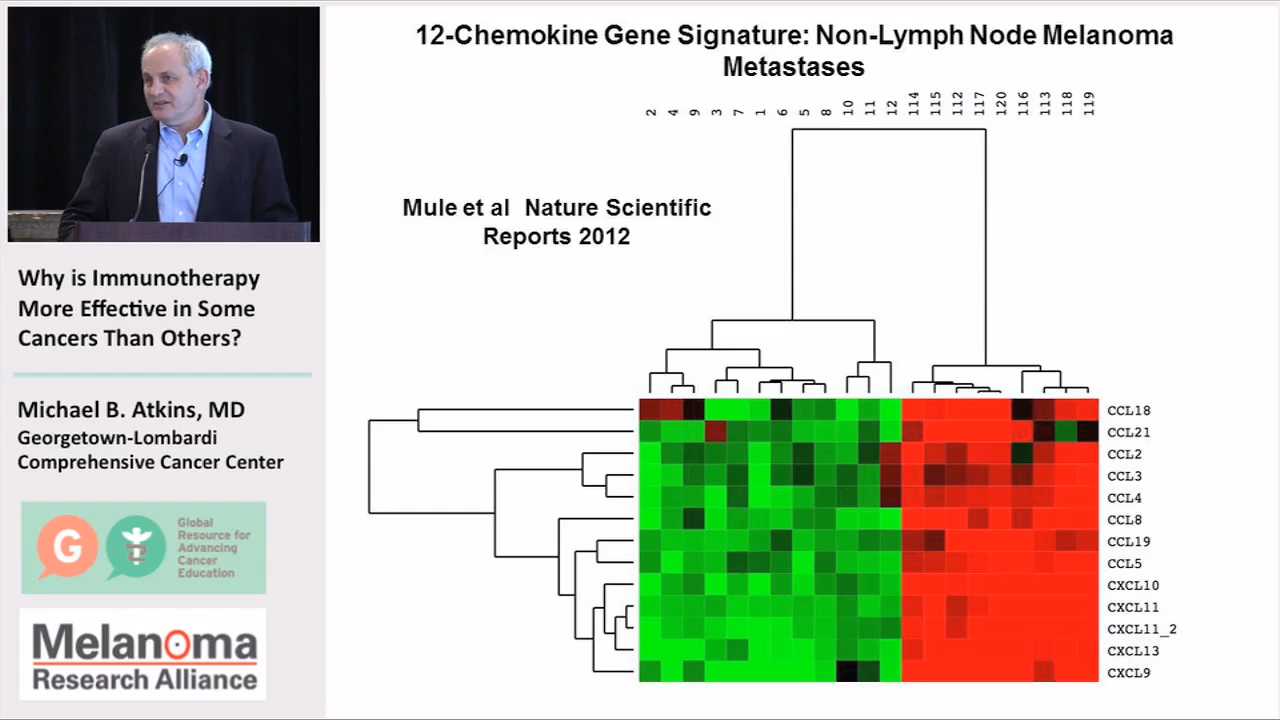 12-Chemokine Gene Signature: Non-Lymph Node Melanoma
Metastases
2 4 9 3 7 1 6 5 8 10 11 12 114 115 112 117 120 116 113 118 119
Mule et al Nature Scientific
Reports 2012
CCL18
CCL21
CCL2
CCL3
CCL4
CCL8
CCL19
CCL5
CXCL10
CXCL11
CXCL11_2
CXCL13
CXCL9
Why is Immunotherapy
More Effective in Some
Cancers Than Others?
Michael B. Atkins, MD
Georgetown-Lombardi
Comprehensive Cancer Center
G
Global
Resource for
Advancing
Cancer
Education
Melanoma
Research Alliance